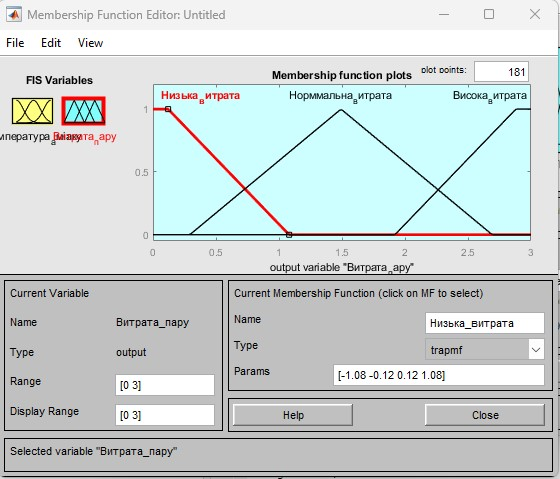 Membership Function Editor: Untitled
File Edit View
FIS Variables
Membership function plots
plot points:
181
Низька_витрата
Норммальна_витрата
Висока_витрата
Витрата_пару
1
0.5
0
0 0.5 1 1.5 2 2.5 3
output variable "Витрата_пару"
Current Variable
Name Витрата_пару
Type output
Range [0 3]
Display Range [0 3]
Current Membership Function (click on MF to select)
Name Низька_витрата
Type trapmf
Params [-1.08 -0.12 0.12 1.08]
Help Close
Selected variable "Витрата_пару"